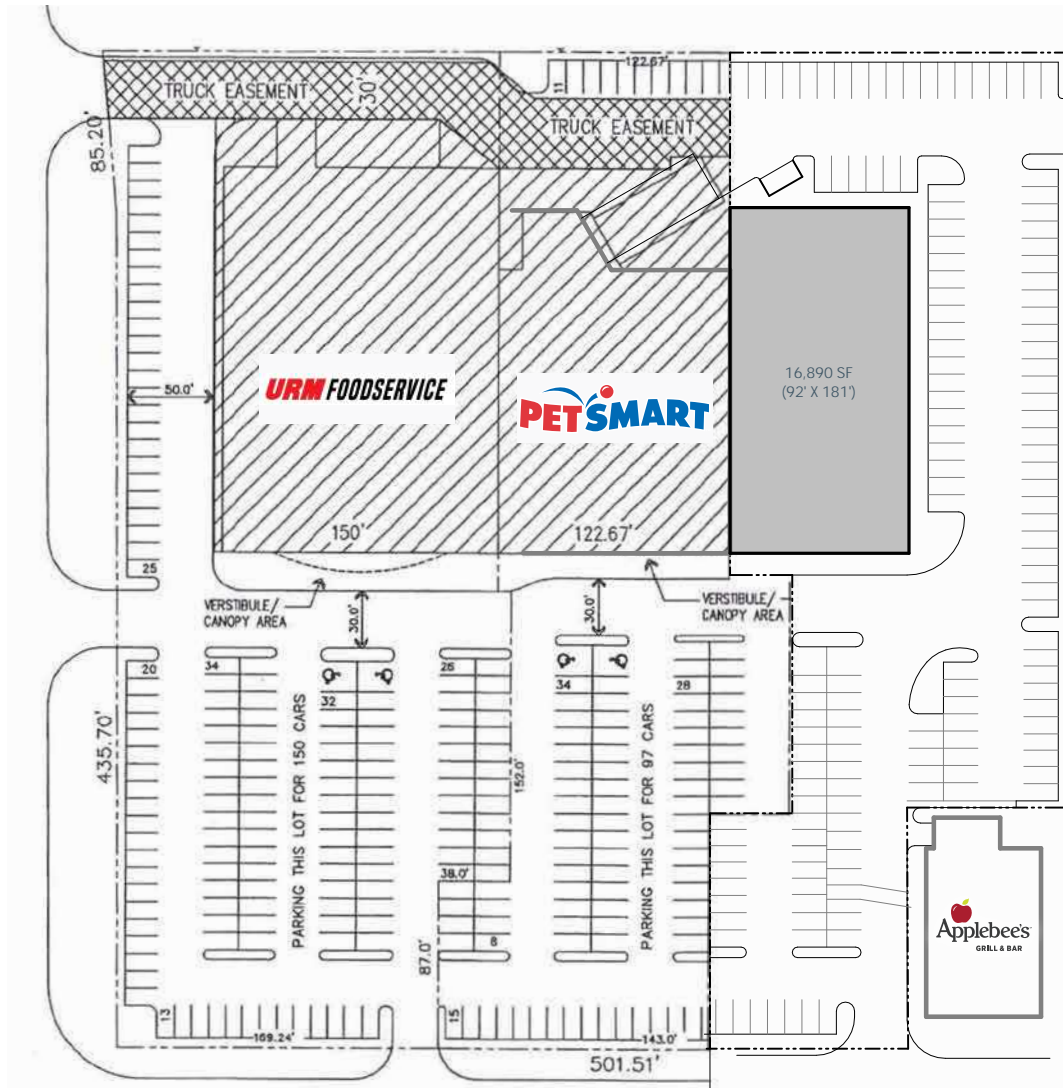 122.67'
11
TRUCK EASEMENT
30'
TRUCK EASEMENT
85.20'
16,890 SF
(92' X 181')
50.0'
URM FOODSERVICE
PETSMART
150'
122.67'
25
VERSTIBULE/
CANOPY AREA
30.0'
30.0'
VERSTIBULE/
CANOPY AREA
20
34
32
26
34
28
435.70'
PARKING THIS LOT FOR 150 CARS
152.0'
PARKING THIS LOT FOR 97 CARS
38.0'
8
87.0'
Applebee's
GRILL & BAR
13
169.24'
15
143.0'
501.51'